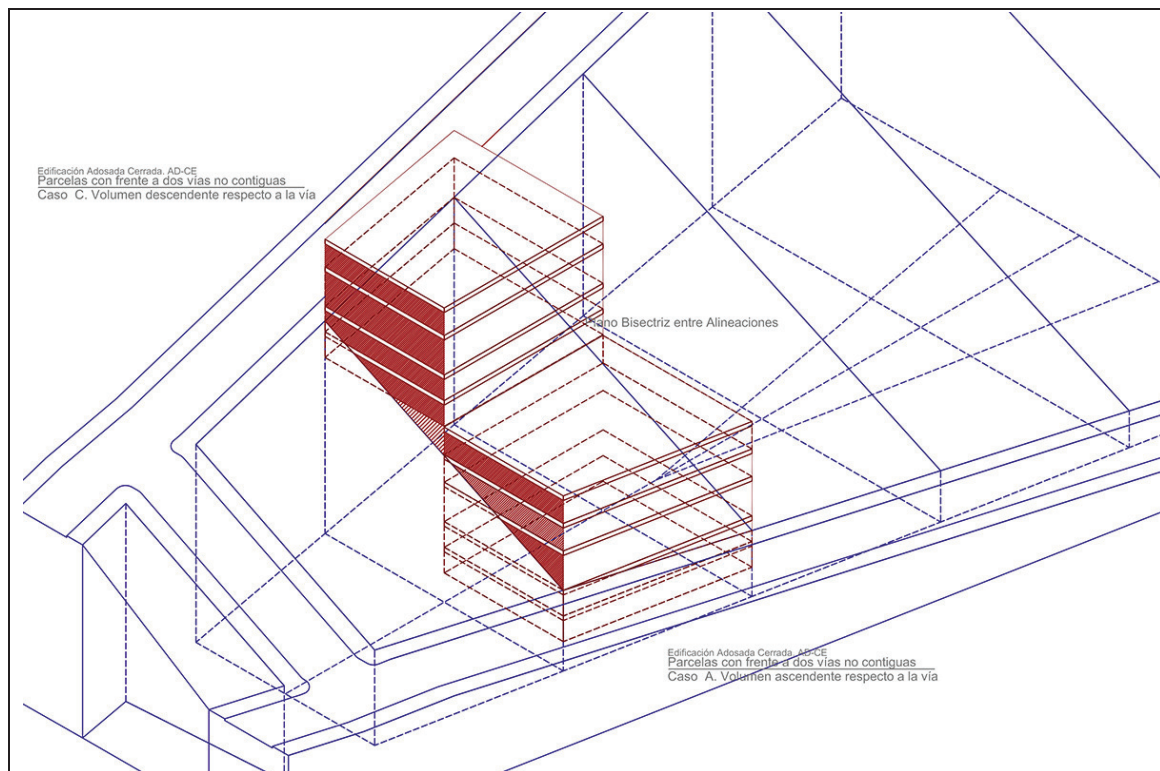 Edificación Adosada Cerrada. AD-CE
Parcelas con frente a dos vías no contiguas
Caso C. Volumen descendente respecto a la vía
Plano Bisectriz entre Alineaciones
Edificación Adosada Cerrada. AD-CE
Parcelas con frente a dos vías no contiguas
Caso A. Volumen ascendente respecto a la vía